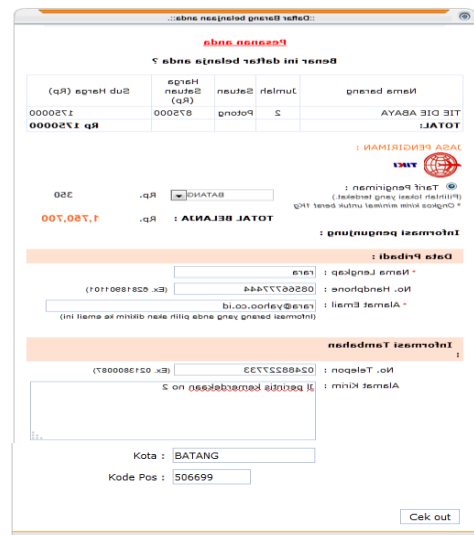 ::Daftar Barang belanjaan anda::.
Pesanan anda
Benar ini daftar belanja anda ?
Nama barang Jumlah Satuan Harga Satuan (Rp) Sub Harga (Rp)
TIE DIE ABAYA 2 Potong 875000 1750000
TOTAL: Rp 1750000
JASA PENGIRIMAN :
TIKI
Tarif Pengiriman : BATANG Rp. 350
(Pilihlah lokasi yang terdekat.)
* Ongkos kirim minimal untuk berat 1Kg
TOTAL BELANJA : Rp. 1,750,700
Informasi pengunjung :
Data Pribadi :
* Nama Lengkap : rara
No. Handphone : (Ex.
* Alamat Email : rara@yahoo.co.id
(Informasi barang yang anda pilih akan dikirim ke email ini)
Informasi Tambahan :
No. Telepon : (Ex.
Alamat Kirim : Jl perintis kemerdekaan no 2
Kota : BATANG
Kode Pos : 506699
Cek out